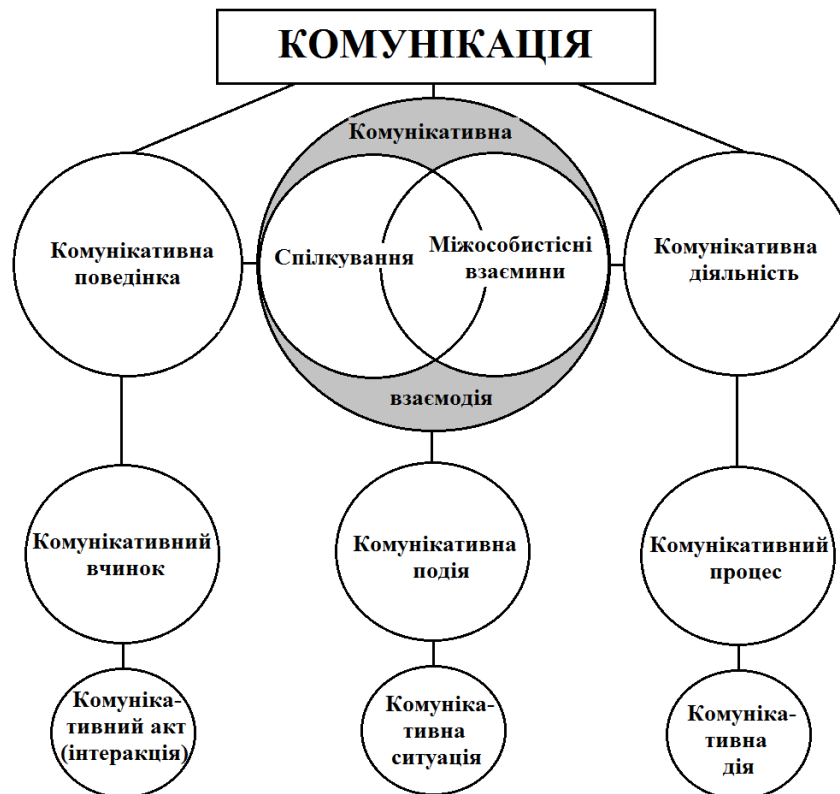 КОМУНІКАЦІЯ
Комунікативна
Комунікативна
поведінка
Спілкування
Міжособистісні
взаємини
Комунікативна
діяльність
взаємодія
Комунікативний
вчинок
Комунікативна
подія
Комунікативний
процес
Комуніка-
тивний акт
(інтеракція)
Комуніка-
тивна
ситуація
Комуніка-
тивна
дія